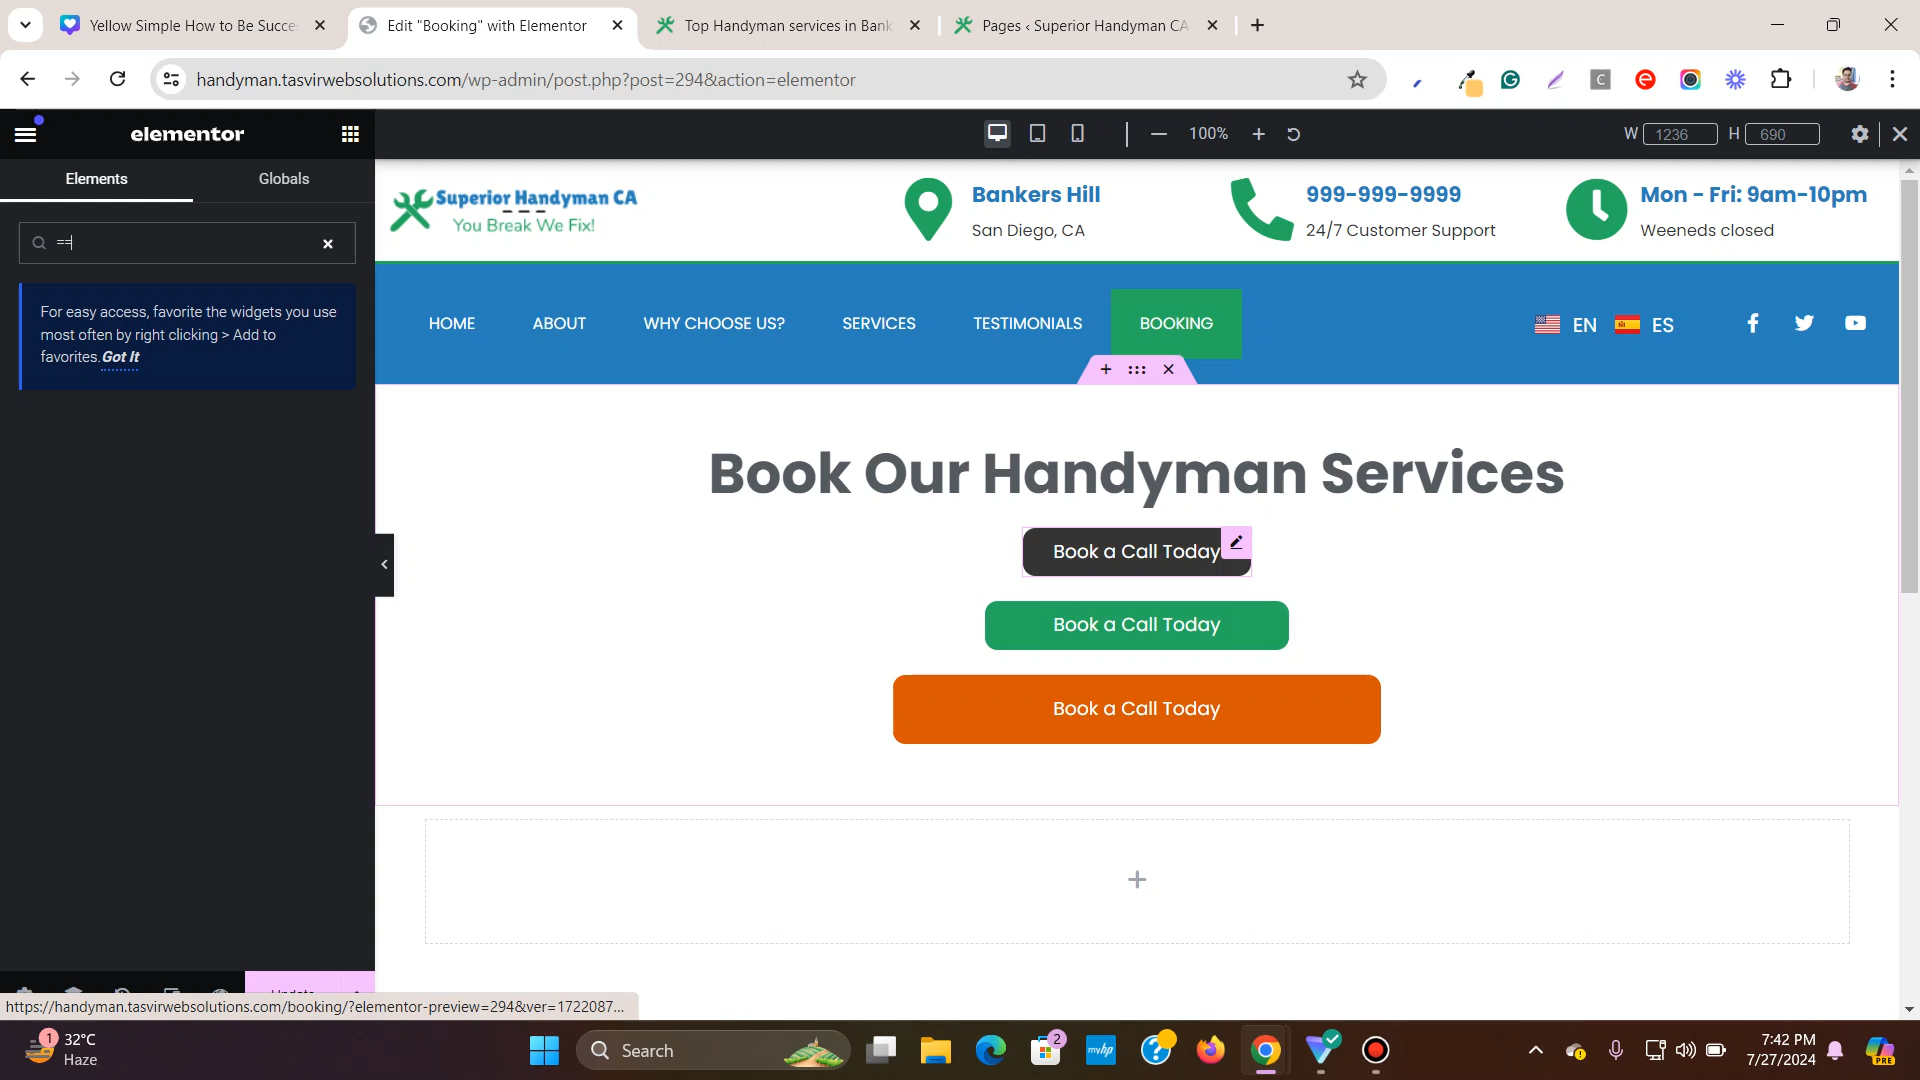 Yellow Simple How to Be Succes
Edit "Booking" with Elementor
Top Handyman services in Bank
Pages ‹ Superior Handyman CA
handyman.tasvirwebsolutions.com/wp-admin/post.php?post=294&action=elementor
elementor
100%
W 1236 H 690
Elements
Globals
==
For easy access, favorite the widgets you use
most often by right clicking > Add to
favorites. Got It
Superior Handyman CA
You Break We Fix!
Bankers Hill
San Diego, CA
999-999-9999
24/7 Customer Support
Mon - Fri: 9am-10pm
Weeneds closed
HOME
ABOUT
WHY CHOOSE US?
SERVICES
TESTIMONIALS
BOOKING
EN
ES
Book Our Handyman Services
Book a Call Today
Book a Call Today
Book a Call Today
https://handyman.tasvirwebsolutions.com/booking/?elementor-preview=294&ver=1722087...
1
32°C
Haze
Search
2
myhp
7:42 PM
7/27/2024
PRE